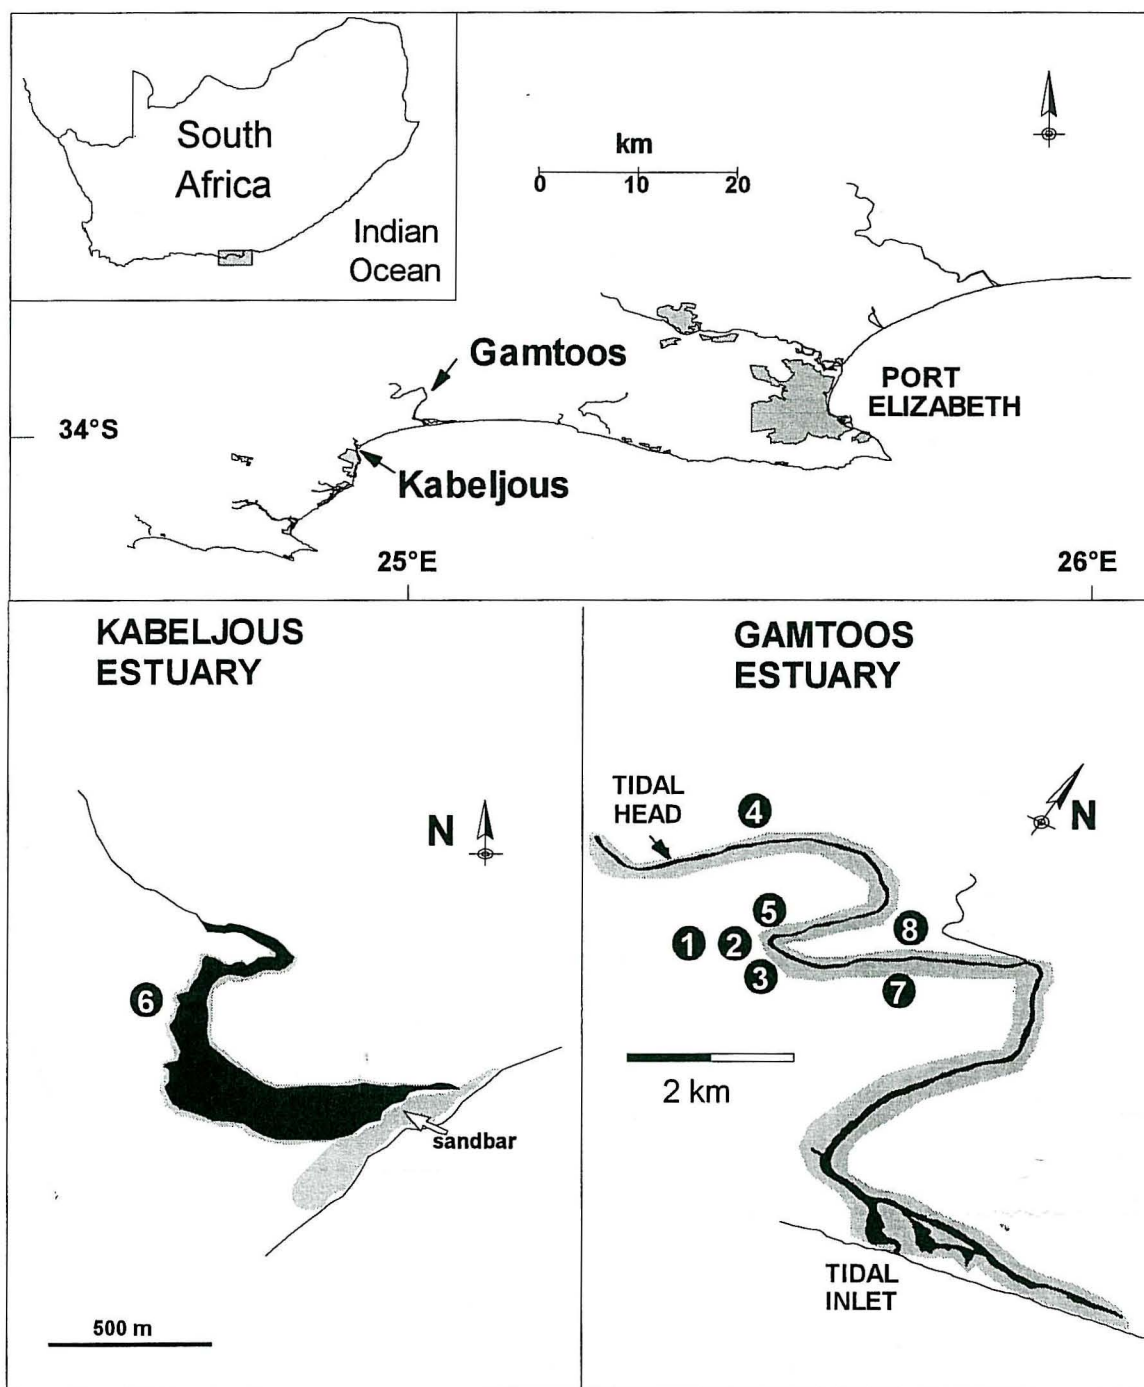 South
Africa
Indian
Ocean
km
0 10 20
Gamtoos
PORT
ELIZABETH
34°S
Kabeljous
25°E
26°E
KABELJOUS
ESTUARY
N
6
sandbar
500 m
GAMTOOS
ESTUARY
TIDAL
HEAD
N
4
5
8
1 2
3
7
2 km
TIDAL
INLET